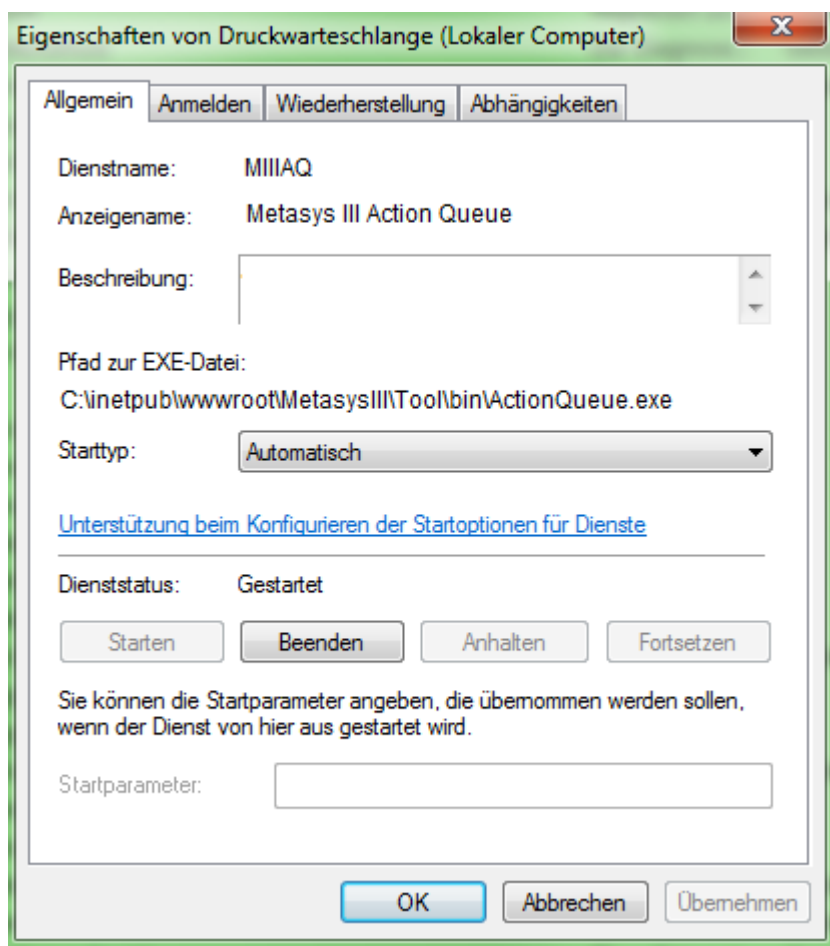 Eigenschaften von Druckwarteschlange (Lokaler Computer)
Allgemein Anmelden Wiederherstellung Abhängigkeiten
Dienstname: MIIIAQ
Anzeigename: Metasys III Action Queue
Beschreibung:
Pfad zur EXE-Datei:
C:\inetpub\wwwroot\MetasysIII\Tool\bin\ActionQueue.exe
Starttyp: Automatisch
Unterstützung beim Konfigurieren der Startoptionen für Dienste
Dienststatus: Gestartet
Starten Beenden Anhalten Fortsetzen
Sie können die Startparameter angeben, die übernommen werden sollen,
wenn der Dienst von hier aus gestartet wird.
Startparameter:
OK Abbrechen Übernehmen